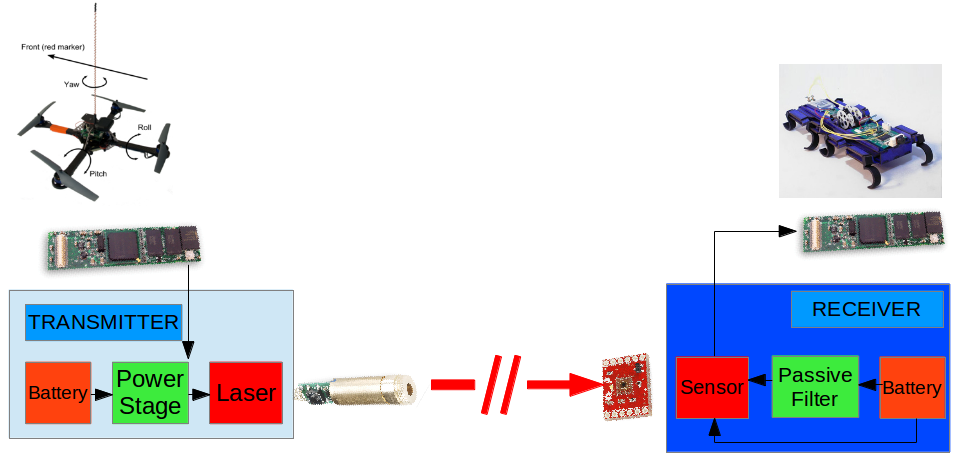 Front (red marker)
Yaw
Roll
Pitch
TRANSMITTER
Battery
Power
Stage
Laser
RECEIVER
Sensor
Passive
Filter
Battery